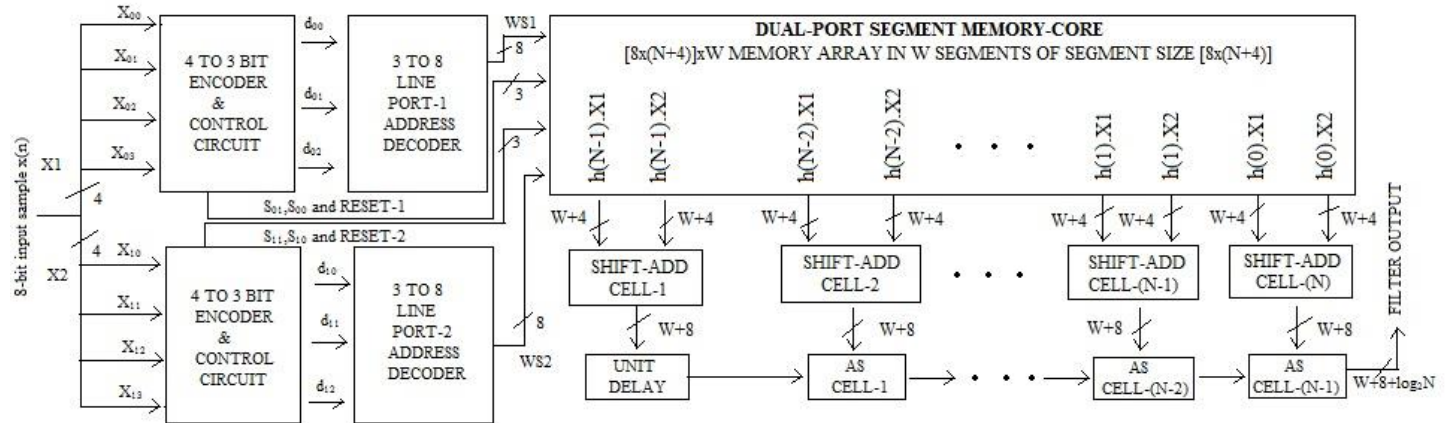 8-bit input sample x(n)
X1
4
4
X2
X00
X01
X02
X03
4 TO 3 BIT
ENCODER
&
CONTROL
CIRCUIT
d00
d01
d02
3 TO 8
LINE
PORT-1
ADDRESS
DECODER
WS1
8
3
3
S01,S00 and RESET-1
S11,S10 and RESET-2
X10
X11
X12
X13
4 TO 3 BIT
ENCODER
&
CONTROL
CIRCUIT
d10
d11
d12
3 TO 8
LINE
PORT-2
ADDRESS
DECODER
8
WS2
DUAL-PORT SEGMENT MEMORY-CORE
[8x(N+4)]xW MEMORY ARRAY IN W SEGMENTS OF SEGMENT SIZE [8x(N+4)]
h(N-1).X1
h(N-1).X2
h(N-2).X1
h(N-2).X2
. . .
h(1).X1
h(1).X2
h(0).X1
h(0).X2
W+4
W+4
W+4
W+4
W+4
W+4
W+4
W+4
SHIFT-ADD
CELL-1
SHIFT-ADD
CELL-2
. . .
SHIFT-ADD
CELL-(N-1)
SHIFT-ADD
CELL-(N)
W+8
W+8
W+8
W+8
UNIT
DELAY
AS
CELL-1
. . .
AS
CELL-(N-2)
AS
CELL-(N-1)
W+8+log2N
FILTER OUTPUT